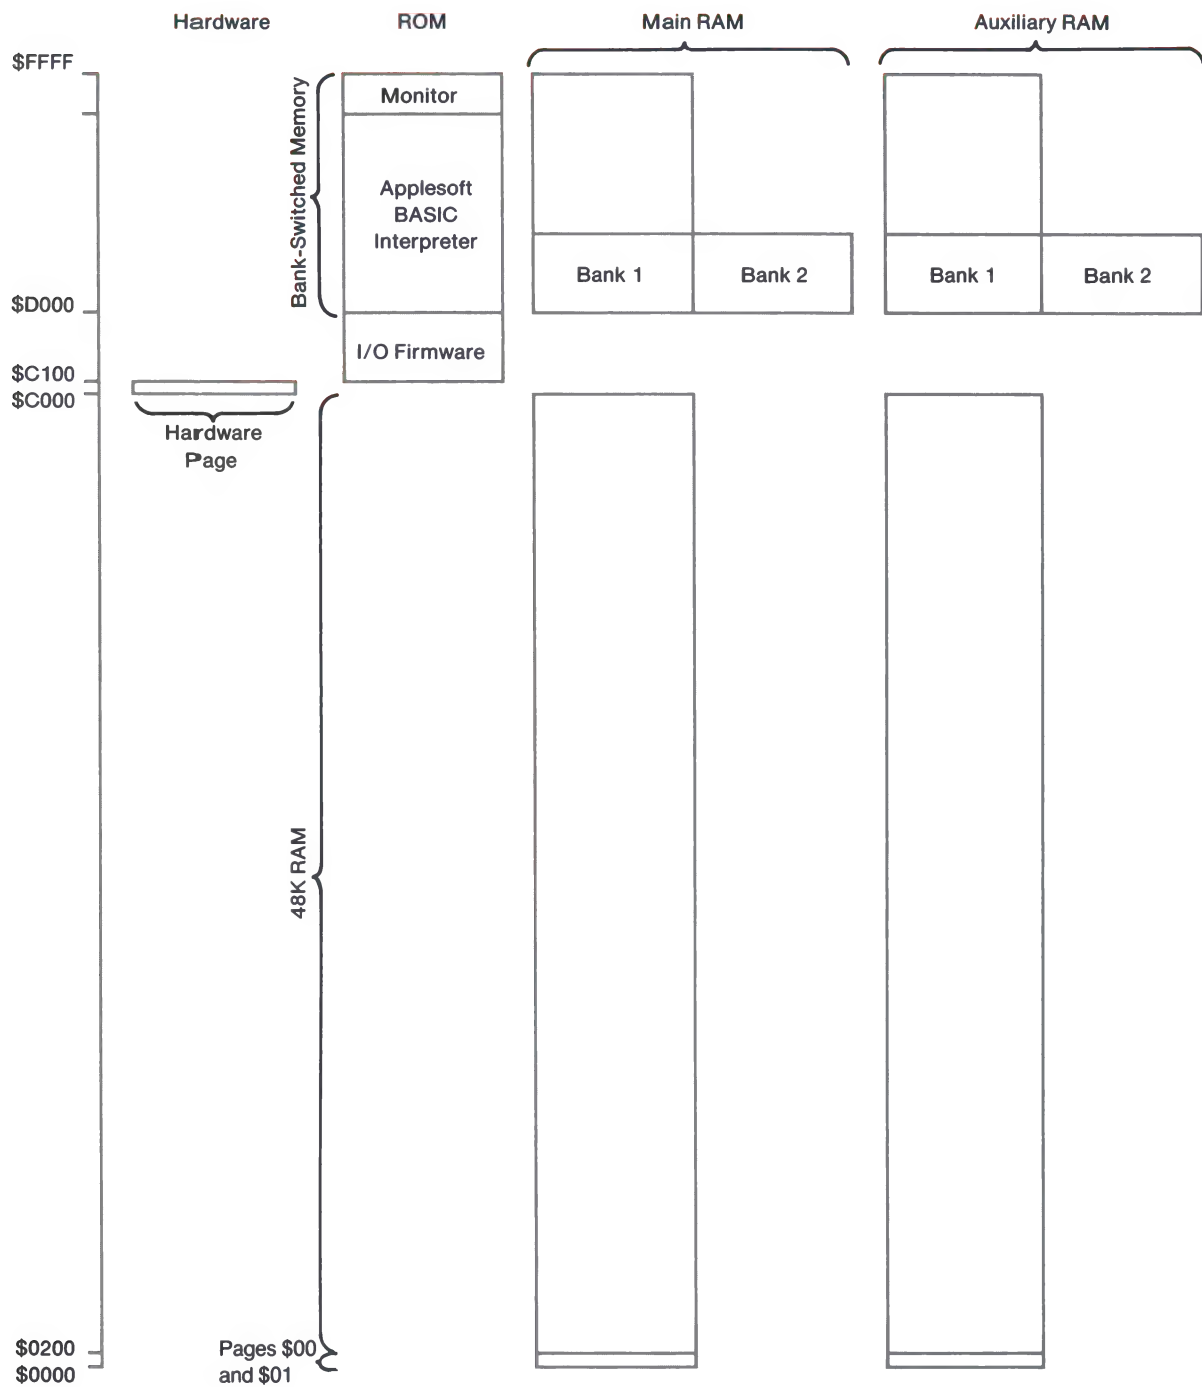 Hardware
ROM
Main RAM
Auxiliary RAM
$FFFF
Bank-Switched Memory
Monitor
Applesoft
BASIC
Interpreter
Bank 1
Bank 2
Bank 1
Bank 2
$D000
I/O Firmware
$C100
$C000
Hardware
Page
48K RAM
$0200
$0000
Pages $00
and $01